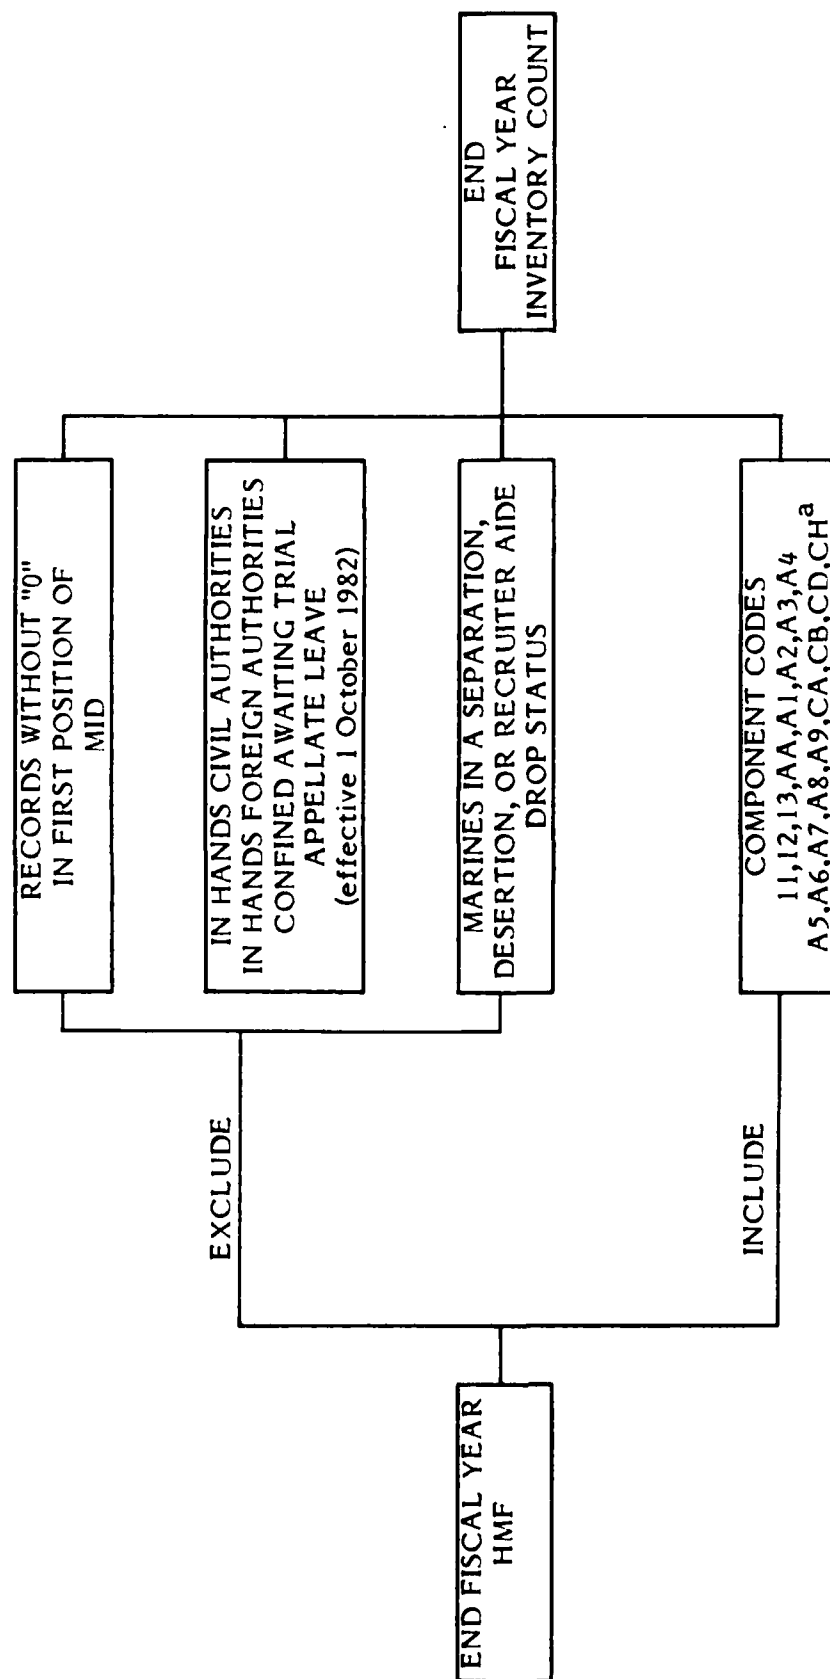 END FISCAL YEAR
HMF
EXCLUDE
INCLUDE
RECORDS WITHOUT "0"
IN FIRST POSITION OF
MID
IN HANDS CIVIL AUTHORITIES
IN HANDS FOREIGN AUTHORITIES
CONFINED AWAITING TRIAL
APPELLATE LEAVE
(effective 1 October 1982)
MARINES IN A SEPARATION,
DESERTION, OR RECRUITER AIDE
DROP STATUS
COMPONENT CODES
11,12,13,AA,A1,A2,A3,A4
A5,A6,A7,A8,A9,CA,CB,CD,CHa
END
FISCAL YEAR
INVENTORY COUNT